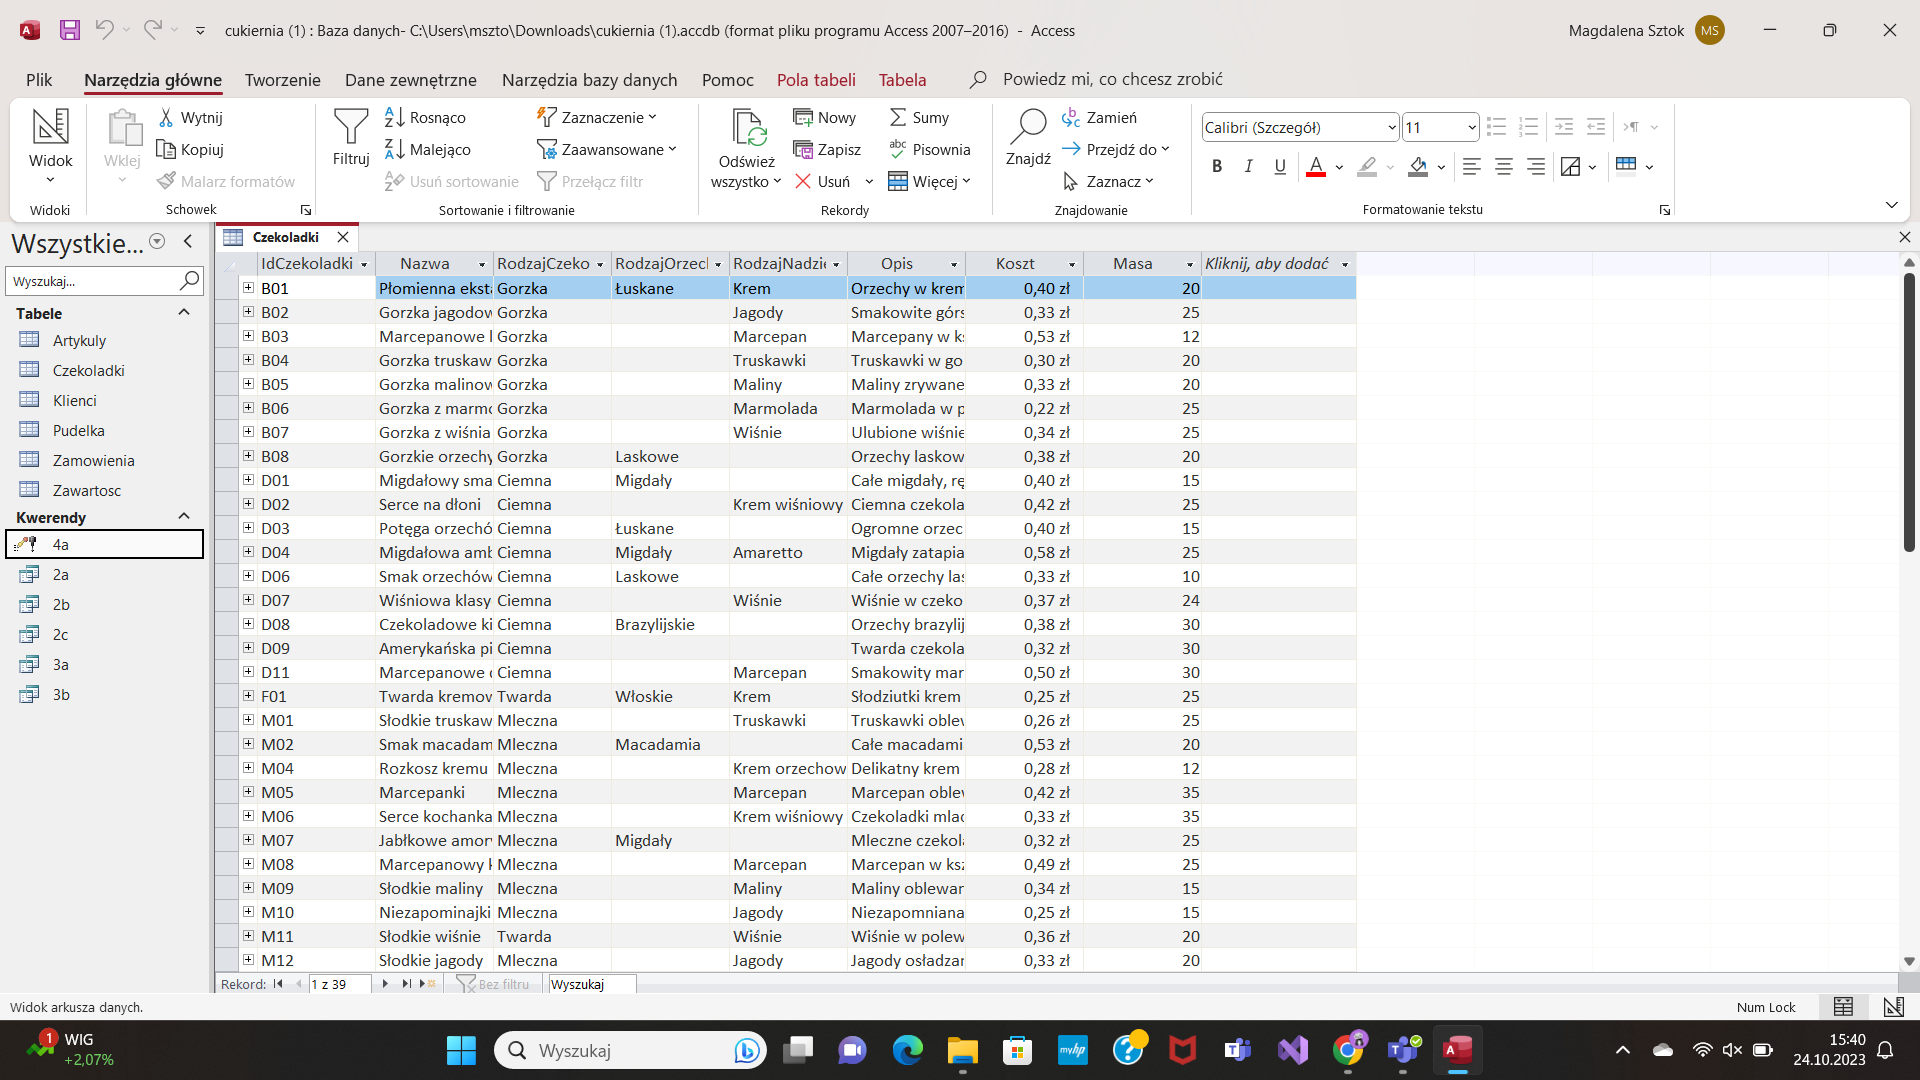 cukiernia (1) : Baza danych- C:\Users\mszto\Downloads\cukiernia (1).accdb (format pliku programu Access 2007–2016) - Access
Magdalena Sztok MS
Plik Narzędzia główne Tworzenie Dane zewnętrzne Narzędzia bazy danych Pomoc Pola tabeli Tabela Powiedz mi, co chcesz zrobić
Widok
Widoki
Wklej
Wytnij
Kopiuj
Malarz formatów
Schowek
Filtruj
Rosnąco
Malejąco
Usuń sortowanie
Zaznaczenie
Zaawansowane
Przełącz filtr
Sortowanie i filtrowanie
Odśwież
wszystko
Nowy
Zapisz
Usuń
Sumy
Pisownia
Więcej
Rekordy
Znajdź
Zamień
Przejdź do
Zaznacz
Znajdowanie
Calibri (Szczegół) 11
B I U A
Formatowanie tekstu
Wszystkie...
Wyszukaj...
Tabele
Artykuly
Czekoladki
Klienci
Pudelka
Zamowienia
Zawartosc
Kwerendy
4a
2a
2b
2c
3a
3b
Czekoladki
IdCzekoladki Nazwa RodzajCzeko RodzajOrzech RodzajNadzie Opis Koszt Masa Kliknij, aby dodać
B01 Płomienna eksta Gorzka Łuskane Krem Orzechy w krem 0,40 zł 20
B02 Gorzka jagodow Gorzka Jagody Smakowite górs 0,33 zł 25
B03 Marcepanowe l Gorzka Marcepan Marcepany w ks 0,53 zł 12
B04 Gorzka truskaw Gorzka Truskawki Truskawki w go 0,30 zł 20
B05 Gorzka malinow Gorzka Maliny Maliny zrywane 0,33 zł 20
B06 Gorzka z marmo Gorzka Marmolada Marmolada w p 0,22 zł 25
B07 Gorzka z wiśnia Gorzka Wiśnie Ulubione wiśnie 0,34 zł 25
B08 Gorzkie orzechy Gorzka Laskowe Orzechy laskow 0,38 zł 20
D01 Migdałowy sma Ciemna Migdały Całe migdały, rę 0,40 zł 15
D02 Serce na dłoni Ciemna Krem wiśniowy Ciemna czekola 0,42 zł 25
D03 Potęga orzechó Ciemna Łuskane Ogromne orzec 0,40 zł 15
D04 Migdałowa amb Ciemna Migdały Amaretto Migdały zatapia 0,58 zł 25
D06 Smak orzechów Ciemna Laskowe Całe orzechy las 0,33 zł 10
D07 Wiśniowa klasy Ciemna Wiśnie Wiśnie w czeko 0,37 zł 24
D08 Czekoladowe ki Ciemna Brazylijskie Orzechy brazylij 0,38 zł 30
D09 Amerykańska pi Ciemna Twarda czekola 0,32 zł 30
D11 Marcepanowe c Ciemna Marcepan Smakowity mar 0,50 zł 30
F01 Twarda kremow Twarda Włoskie Krem Słodziutki krem 0,25 zł 25
M01 Słodkie truskaw Mleczna Truskawki Truskawki oblew 0,26 zł 25
M02 Smak macadam Mleczna Macadamia Całe macadami 0,53 zł 20
M04 Rozkosz kremu Mleczna Krem orzechow Delikatny krem 0,28 zł 12
M05 Marcepanki Mleczna Marcepan Marcepan oblew 0,42 zł 35
M06 Serce kochanka Mleczna Krem wiśniowy Czekoladki mlac 0,33 zł 35
M07 Jabłkowe amory Mleczna Migdały Mleczne czekola 0,32 zł 25
M08 Marcepanowy k Mleczna Marcepan Marcepan w ksz 0,49 zł 25
M09 Słodkie maliny Mleczna Maliny Maliny oblewar 0,34 zł 15
M10 Niezapominajki Mleczna Jagody Niezapomniana 0,25 zł 15
M11 Słodkie wiśnie Twarda Wiśnie Wiśnie w polew 0,36 zł 20
M12 Słodkie jagody Mleczna Jagody Jagody osładzar 0,33 zł 20
Rekord: 1 z 39 Bez filtru Wyszukaj
Widok arkusza danych. Num Lock
1 WIG
+2,07%
Wyszukaj
myhp
15:40
24.10.2023